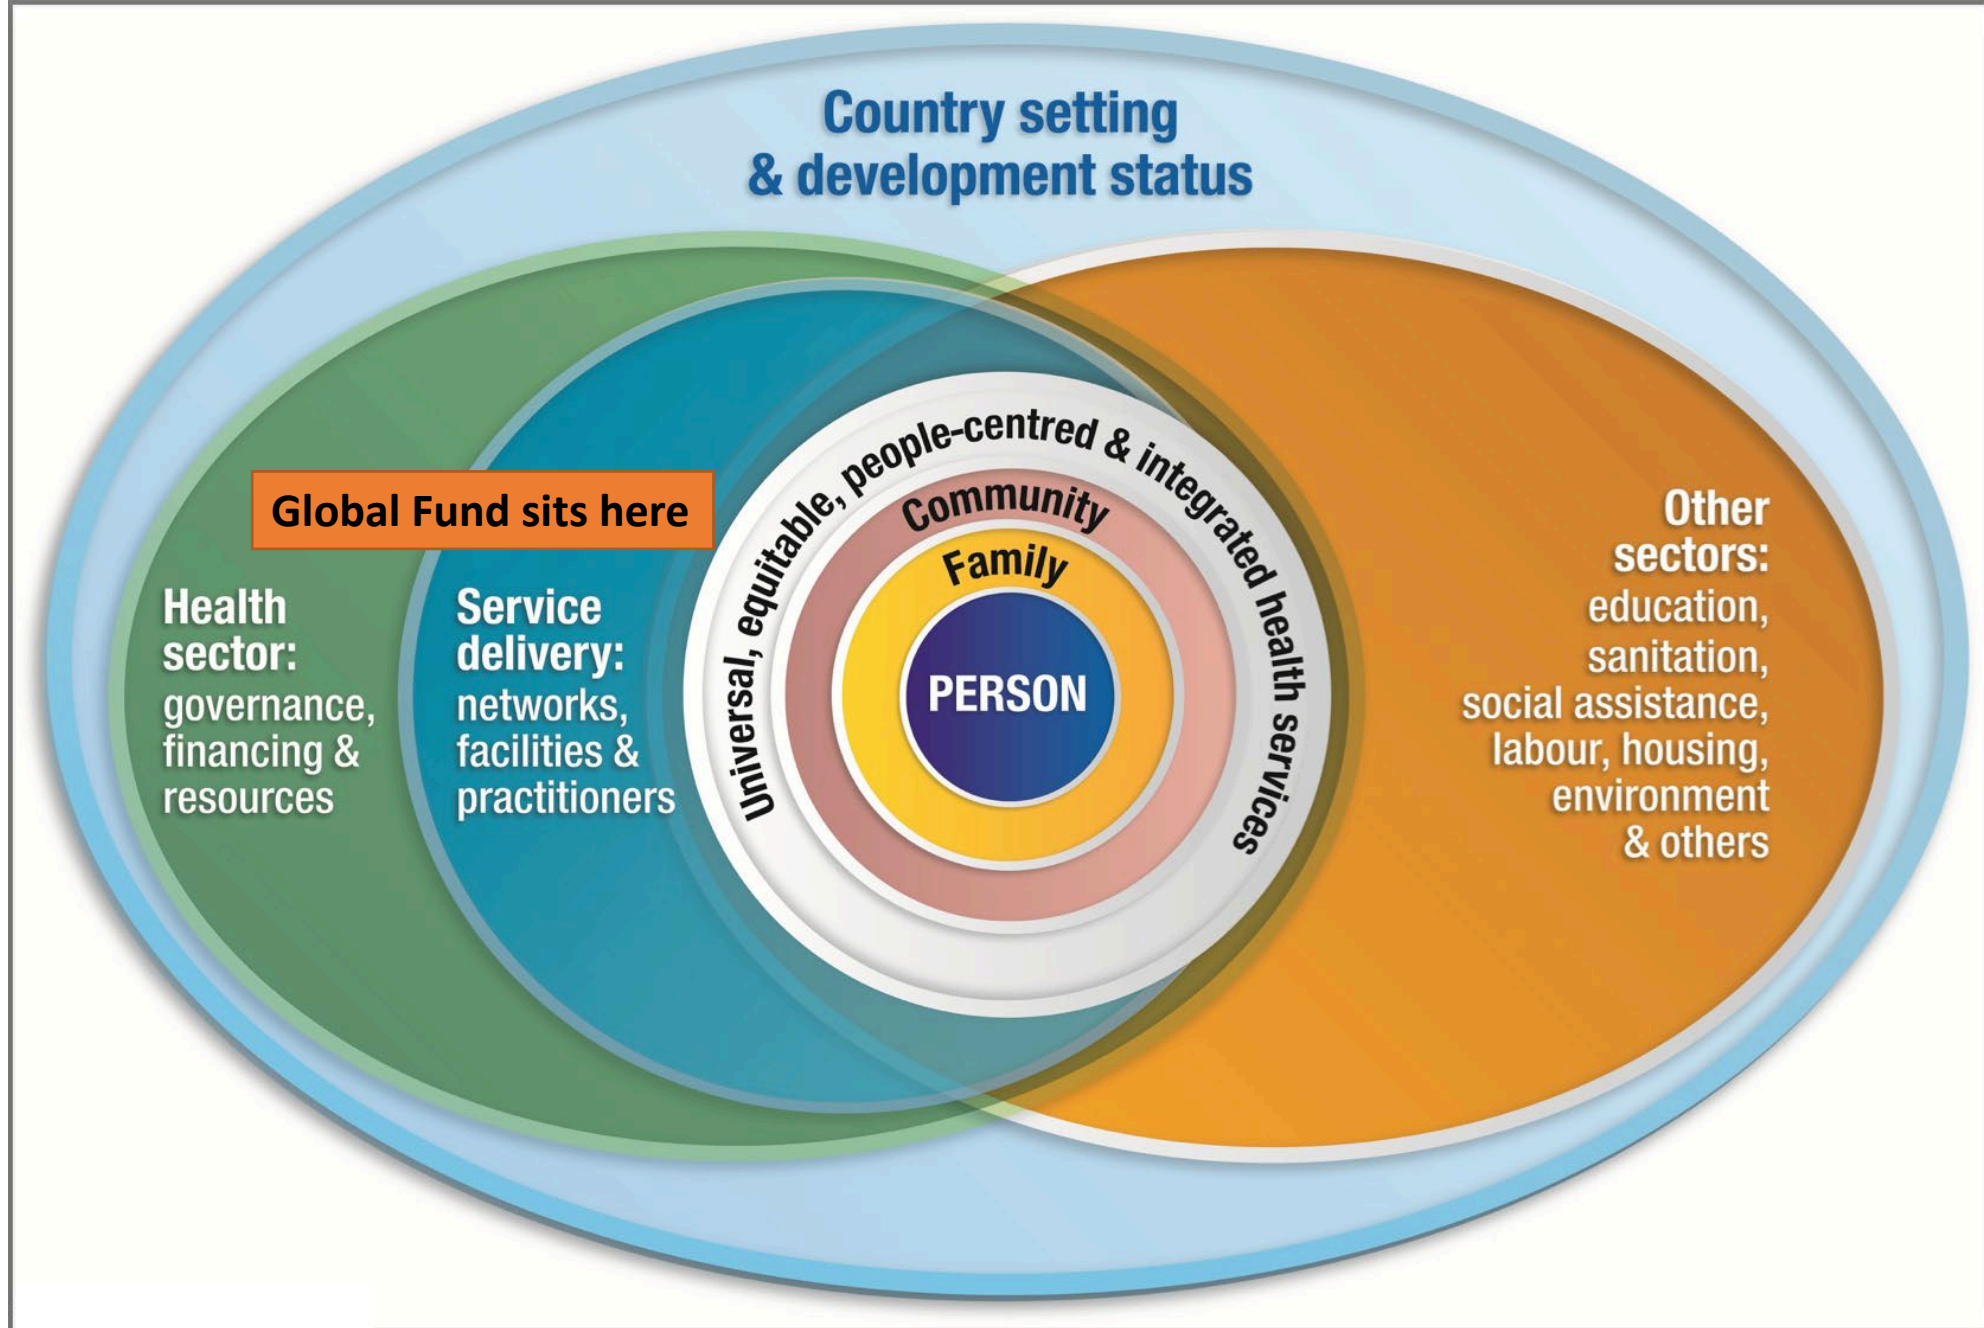 Country setting
& development status
Global Fund sits here
Health
sector:
governance,
financing &
resources
Service
delivery:
networks,
facilities &
practitioners
Universal, equitable, people-centred & integrated health services
Community
Family
PERSON
Other
sectors:
education,
sanitation,
social assistance,
labour, housing,
environment
& others